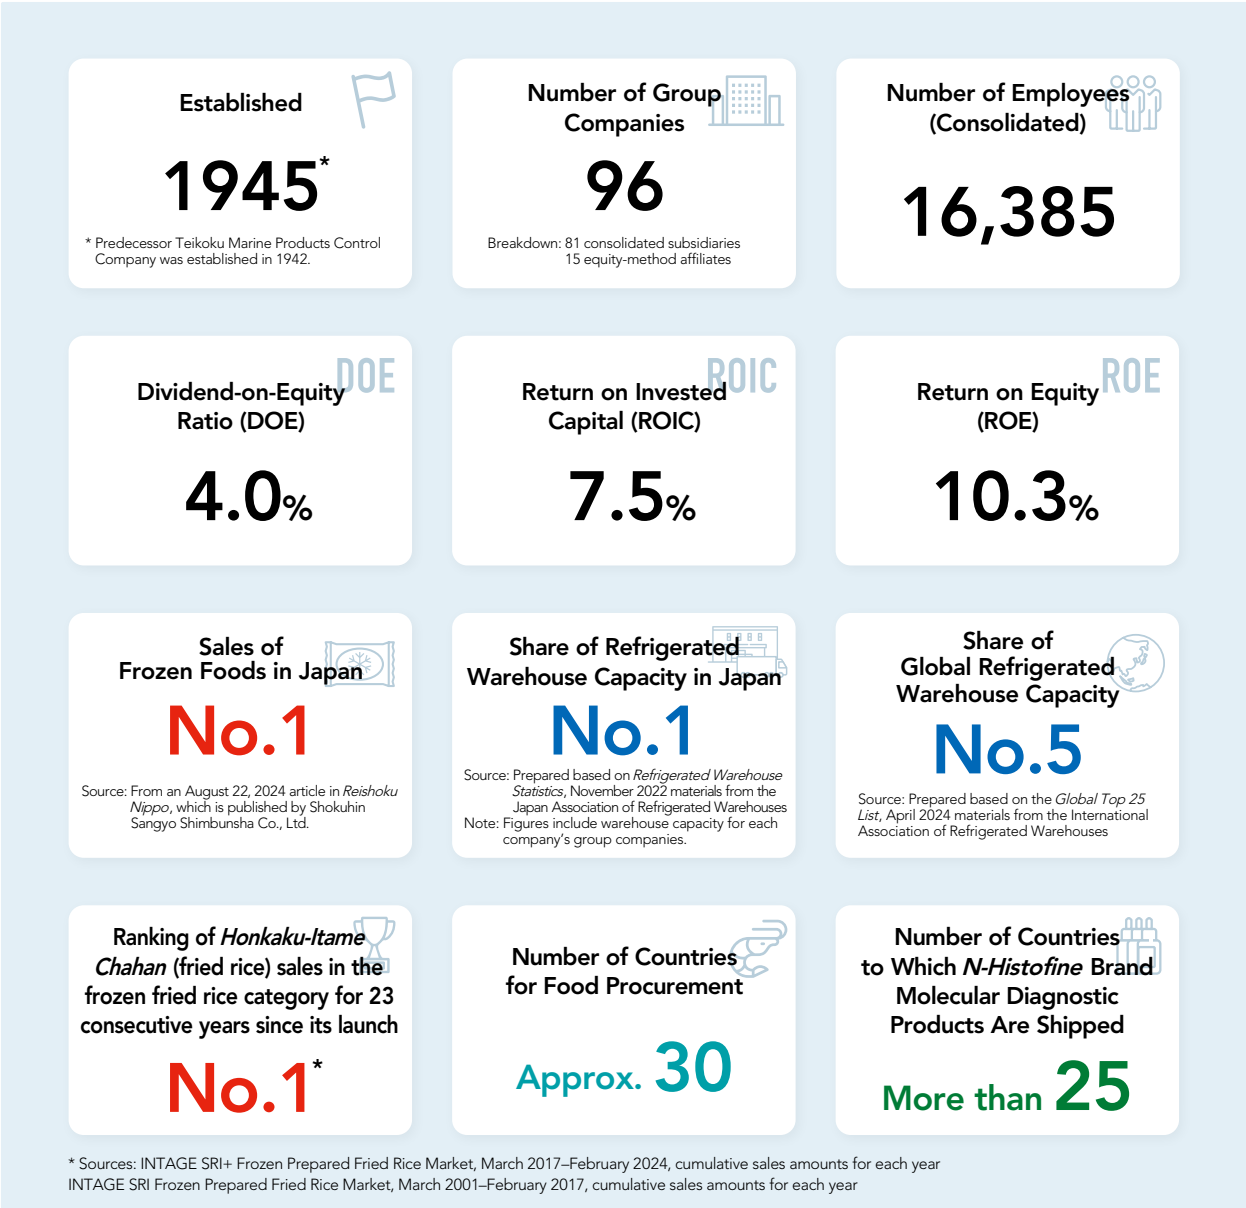 Established
1945*
* Predecessor Teikoku Marine Products Control
Company was established in 1942.
Number of Group
Companies
96
Breakdown: 81 consolidated subsidiaries
15 equity-method affiliates
Number of Employees
(Consolidated)
16,385
DOE
Dividend-on-Equity
Ratio (DOE)
4.0%
ROIC
Return on Invested
Capital (ROIC)
7.5%
ROE
Return on Equity
(ROE)
10.3%
Sales of
Frozen Foods in Japan
No.1
Source: From an August 22, 2024 article in Reishoku
Nippo, which is published by Shokuhin
Sangyo Shimbunsha Co., Ltd.
Share of Refrigerated
Warehouse Capacity in Japan
No.1
Source: Prepared based on Refrigerated Warehouse
Statistics, November 2022 materials from the
Japan Association of Refrigerated Warehouses
Note: Figures include warehouse capacity for each
company's group companies.
Share of
Global Refrigerated
Warehouse Capacity
No.5
Source: Prepared based on the Global Top 25
List, April 2024 materials from the International
Association of Refrigerated Warehouses
Ranking of Honkaku-Itame
Chahan (fried rice) sales in the
frozen fried rice category for 23
consecutive years since its launch
No.1*
Number of Countries
for Food Procurement
Approx. 30
Number of Countries
to Which N-Histofine Brand
Molecular Diagnostic
Products Are Shipped
More than 25
* Sources: INTAGE SRI+ Frozen Prepared Fried Rice Market, March 2017–February 2024, cumulative sales amounts for each year
INTAGE SRI Frozen Prepared Fried Rice Market, March 2001–February 2017, cumulative sales amounts for each year